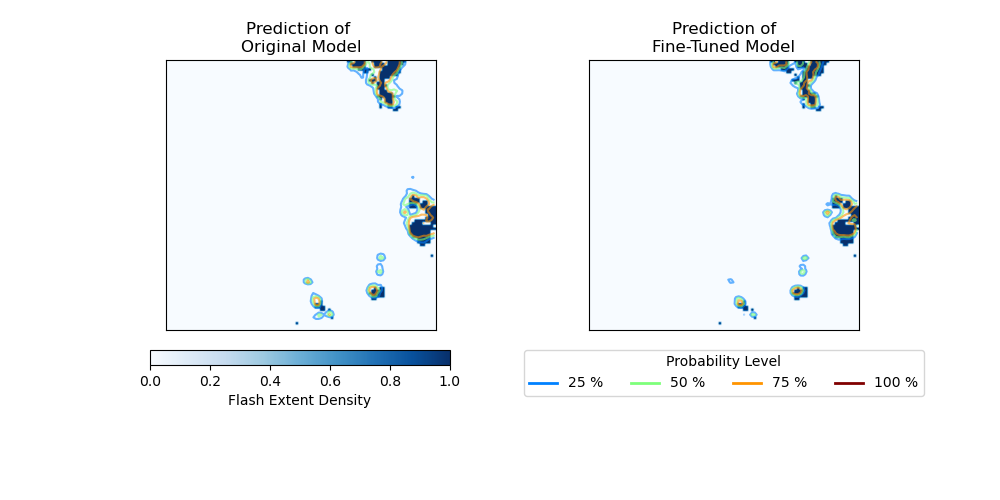 Prediction of
Original Model
Prediction of
Fine-Tuned Model
0.0 0.2 0.4 0.6 0.8 1.0
Flash Extent Density
Probability Level
25 % 50 % 75 % 100 %